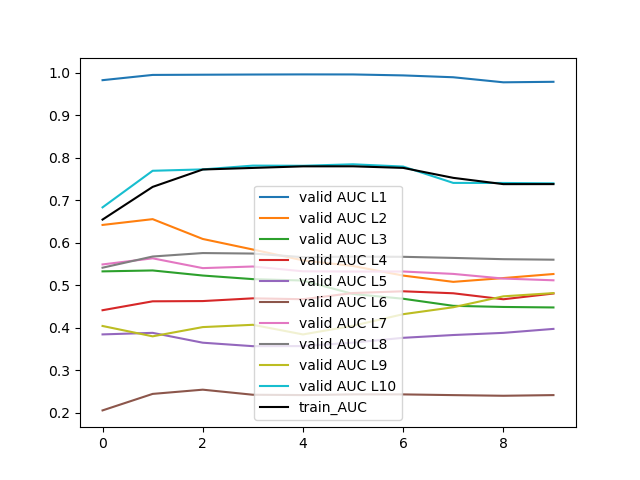 1.0
0.9
0.8
0.7
0.6
0.5
0.4
0.3
0.2
valid AUC L1
valid AUC L2
valid AUC L3
valid AUC L4
valid AUC L5
valid AUC L6
valid AUC L7
valid AUC L8
valid AUC L9
valid AUC L10
train_AUC
0 2 4 6 8